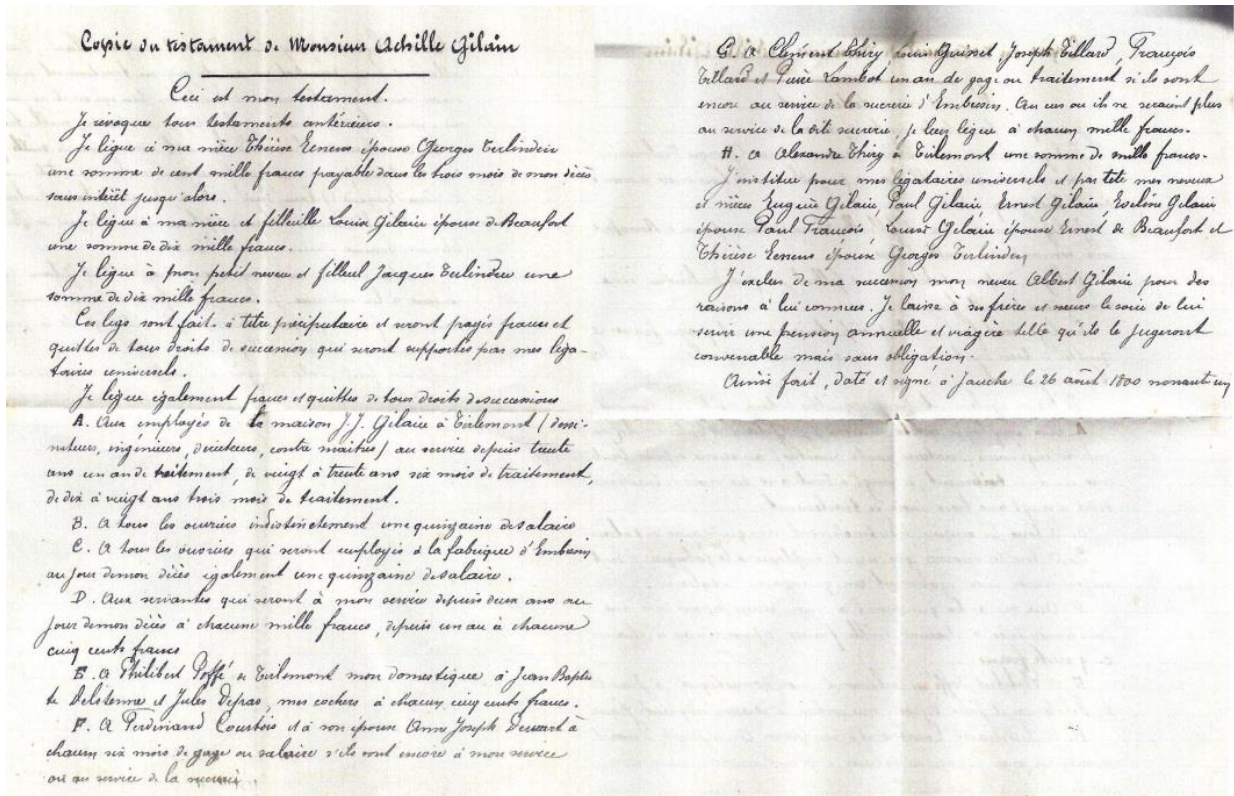 Copie du testament de Monsieur Achille Gilain
Ceci est mon testament.
Je révoque tous testaments antérieurs.
Je lègue à ma nièce Thérèse Leneus épouse Georges Terlinden
une somme de cent mille francs payable dans les trois mois de mon décès
sans intérêt jusqu'alors.
Je lègue à ma nièce et filleille Louise Gilain épouse de Beaufort
une somme de dix mille francs.
Je lègue à mon petit neveu et filleul Jacques Terlinden une
somme de dix mille francs.
Ces legs sont fait à titre préciputaire et seront payés francs et
quittes de tous droits de succession qui seront supportés par mes léga-
taires universels.
Je lègue également francs et quittes de tous droits de successions
A. Aux employés de la maison J.J. Gilain à Tirlemont (dessi-
nateurs, ingénieurs, directeurs, contre maitres) au service depuis trente
ans un an de traitement, de vingt à trente ans six mois de traitement,
de dix à vingt ans trois mois de traitement.
B. A tous les ouvriers indistinctement une quinzaine de salaire
C. A tous les ouvriers qui seront employés à la fabrique d'Embresin
au jour de mon décès également une quinzaine de salaire.
D. Aux servantes qui seront à mon service depuis deux ans au
jour de mon décès à chacune mille francs, depuis un an à chacune
cinq cents francs
E. A Philibert Poffé de Tirlemont mon domestique à Jean Baptis
te Delstenne et Jules Depras, mes cochers à chacun cinq cents francs.
F. A Ferdinand Courtois et à son épouse Anne Joseph Dewart à
chacun six mois de gage ou salaire s'ils sont encore à mon service
ou au service de la sucrerie.
G. A Clément Thiry Louis Guisset Joseph Tillard, François
Tillard et Pierre Lambot un an de gage ou traitement si ils sont
encore au service de la sucrerie d'Embresin. Au cas ou ils ne seraient plus
au service de la dite sucrerie, je leur lègue à chacun mille francs.
H. A Alexandre Thiry à Tirlemont une somme de mille francs.
J'institue pour mes légataires universels et par tête mes neveux
et nièces Eugène Gilain, Paul Gilain Ernest Gilain, Eveline Gilain
épouse Paul François, Louise Gilain épouse Ernest de Beaufort et
Thérèse Leneus épouse Georges Terlinden
J'exclus de ma succession mon neveu Albert Gilain pour des
raisons à lui connues. Je laisse à ses frères et sœurs le soin de lui
servir une pension annuelle et viagère telle qu'ils le jugeront
convenable mais sans obligation.
Ainsi fait, daté et signé à Jauche le 26 août 1800 nonante un